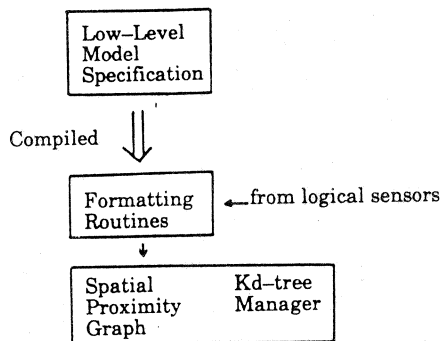 Low–Level
Model
Specification
Compiled
Formatting
Routines
from logical sensors
Spatial
Proximity
Graph
Kd–tree
Manager